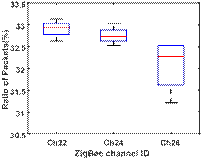 33.5
33
32.5
32
31.5
31
30.5
Ratio of Packets(%)
Ch22 Ch24 Ch26
ZigBee channel ID